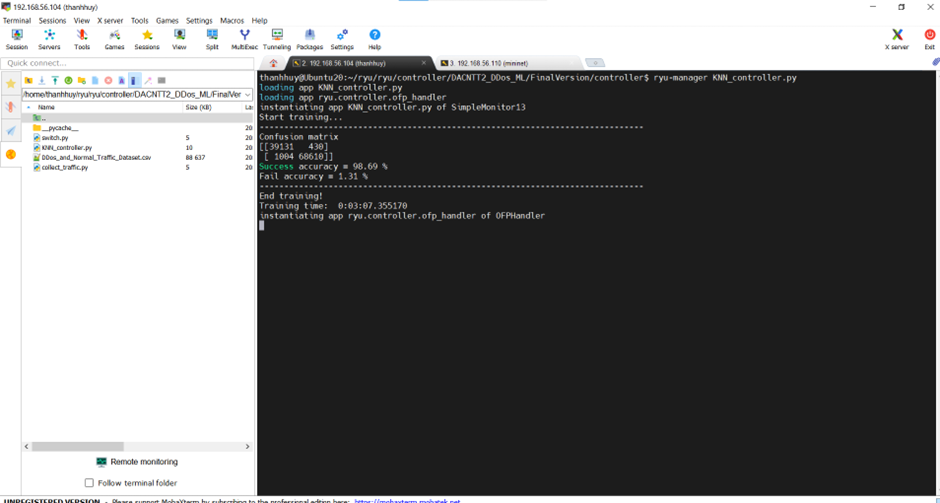 192.168.56.104 (thanhhuy)
Terminal Sessions View X server Tools Games Settings Macros Help
Session Servers Tools Games Sessions View Split MultiExec Tunneling Packages Settings Help X server Exit
Quick connect...
2. 192.168.56.104 (thanhhuy) 3. 192.168.56.110 (mininet)
/home/thanhhuy/ryu/ryu/controller/DACNTT2_DDos_ML/FinalVer
Name Size (KB) La
..
__pycache__ 20
switch.py 5 20
KNN_controller.py 10 20
DDos_and_Normal_Traffic_Dataset.csv 88 637 20
collect_traffic.py 5 20
Remote monitoring
Follow terminal folder
thanhhuy@Ubuntu20:~/ryu/ryu/controller/DACNTT2_DDos_ML/FinalVersion/controller$ ryu-manager KNN_controller.py
loading app KNN_controller.py
loading app ryu.controller.ofp_handler
instantiating app KNN_controller.py of SimpleMonitor13
Start training...
--------------------------------------------------------------------------------
Confusion matrix
[[39131   430]
 [ 1004 68610]]
Success accuracy = 98.69 %
Fail accuracy = 1.31 %
--------------------------------------------------------------------------------
End training!
Training time:  0:03:07.355170
instantiating app ryu.controller.ofp_handler of OFPHandler
UNREGISTERED VERSION - Please support MobaXterm by subscribing to the professional edition here: https://mobaxterm.mobatek.net